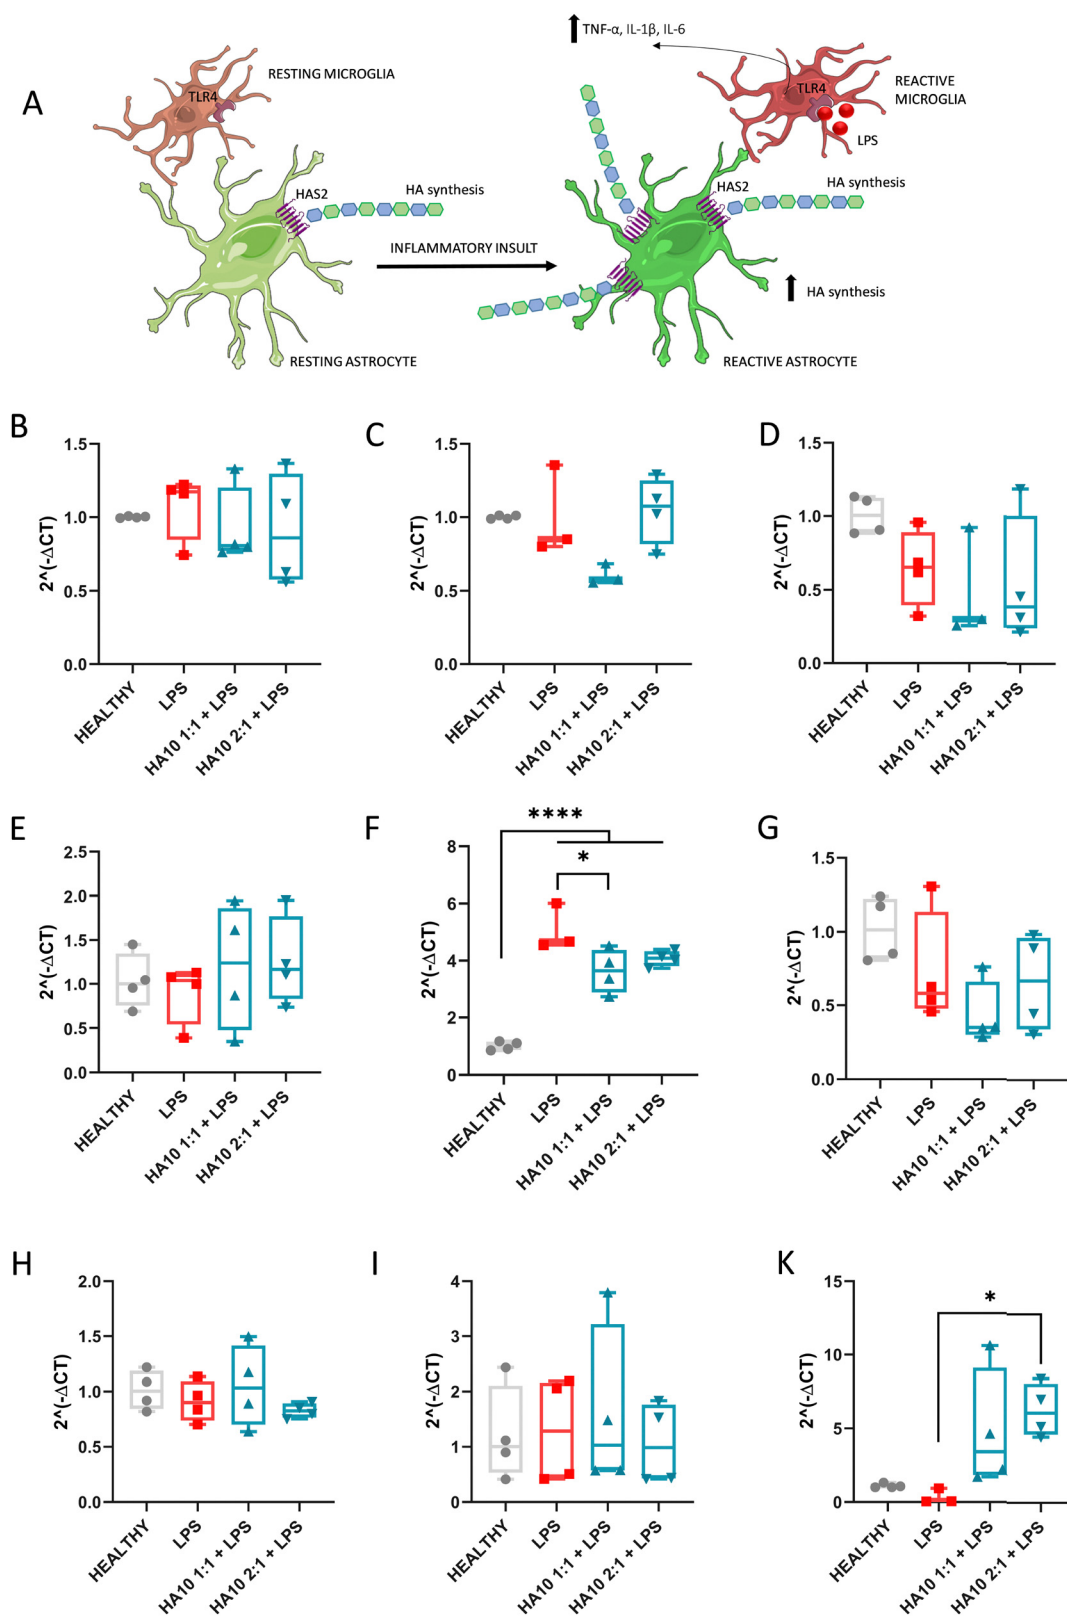 A
TNF-α, IL-1β, IL-6
RESTING MICROGLIA
TLR4
REACTIVE
MICROGLIA
TLR4
LPS
HAS2
HA synthesis
HAS2
HA synthesis
INFLAMMATORY INSULT
HA synthesis
RESTING ASTROCYTE
REACTIVE ASTROCYTE
B
2^(-ΔCT)
1.5
1.0
0.5
0.0
HEALTHY
LPS
HA10 1:1 + LPS
HA10 2:1 + LPS
C
2^(-ΔCT)
1.5
1.0
0.5
0.0
HEALTHY
LPS
HA10 1:1 + LPS
HA10 2:1 + LPS
D
2^(-ΔCT)
1.5
1.0
0.5
0.0
HEALTHY
LPS
HA10 1:1 + LPS
HA10 2:1 + LPS
E
2^(-ΔCT)
2.5
2.0
1.5
1.0
0.5
0.0
HEALTHY
LPS
HA10 1:1 + LPS
HA10 2:1 + LPS
F
****
*
2^(-ΔCT)
8
6
4
2
0
HEALTHY
LPS
HA10 1:1 + LPS
HA10 2:1 + LPS
G
2^(-ΔCT)
1.5
1.0
0.5
0.0
HEALTHY
LPS
HA10 1:1 + LPS
HA10 2:1 + LPS
H
2^(-ΔCT)
2.0
1.5
1.0
0.5
0.0
HEALTHY
LPS
HA10 1:1 + LPS
HA10 2:1 + LPS
I
2^(-ΔCT)
4
3
2
1
0
HEALTHY
LPS
HA10 1:1 + LPS
HA10 2:1 + LPS
K
*
2^(-ΔCT)
15
10
5
0
HEALTHY
LPS
HA10 1:1 + LPS
HA10 2:1 + LPS